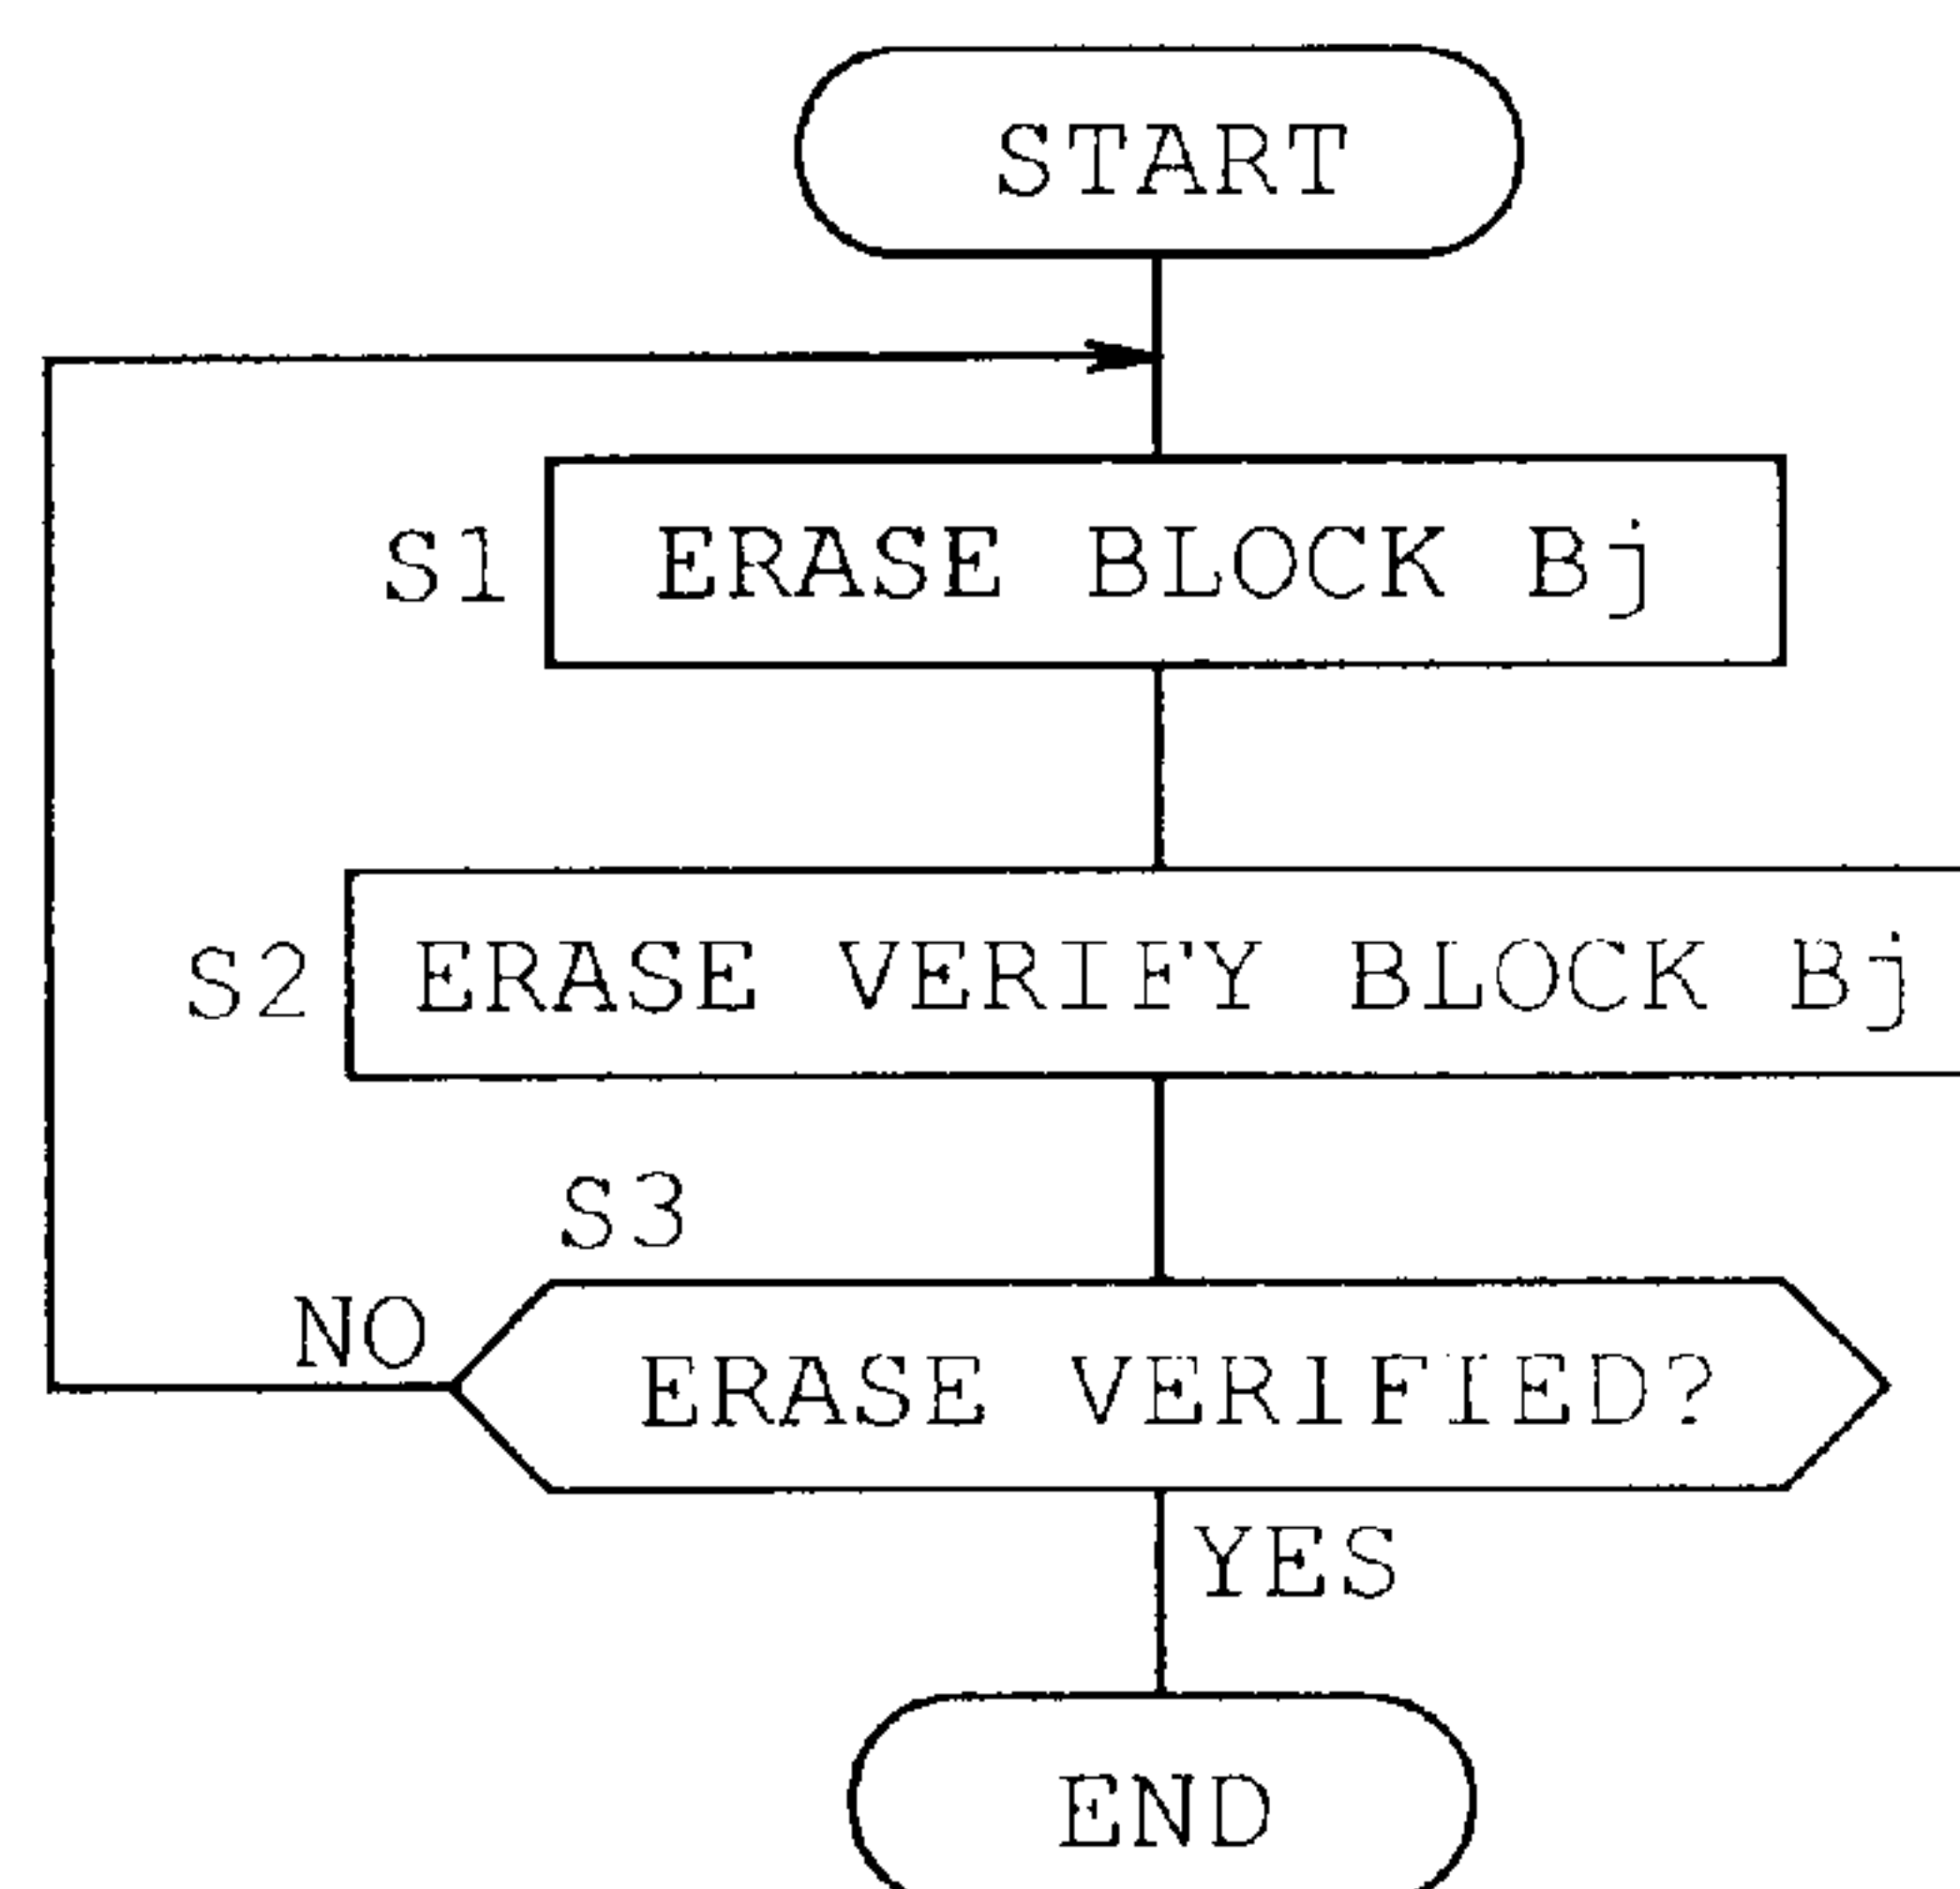 START
S1 ERASE BLOCK Bj
S2 ERASE VERIFY BLOCK Bj
S3
NO
ERASE VERIFIED?
YES
END